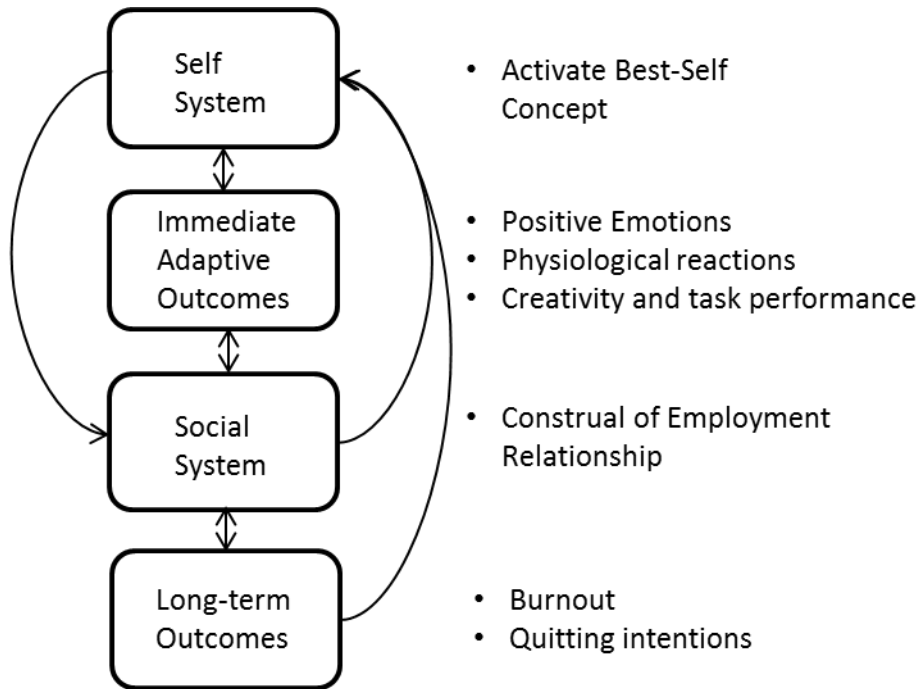 Self
System
• Activate Best-Self
Concept
Immediate
Adaptive
Outcomes
• Positive Emotions
• Physiological reactions
• Creativity and task performance
Social
System
• Construal of Employment
Relationship
Long-term
Outcomes
• Burnout
• Quitting intentions